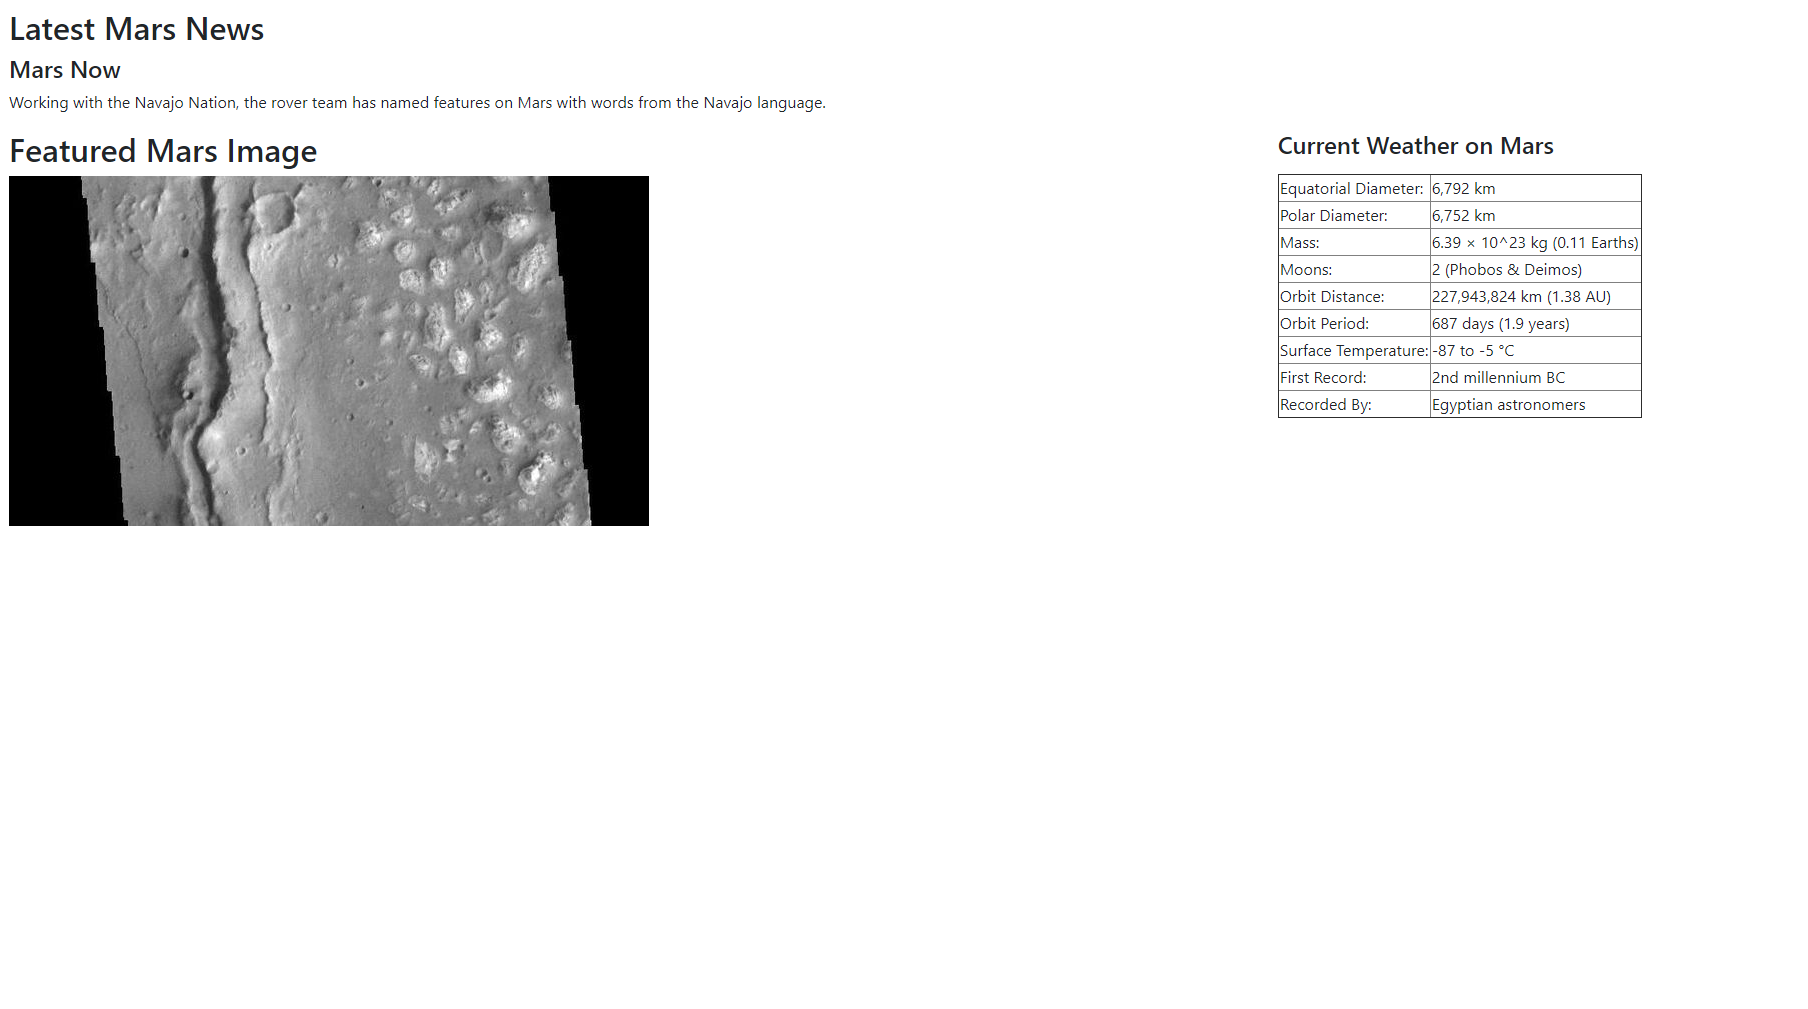 Latest Mars News
Mars Now
Working with the Navajo Nation, the rover team has named features on Mars with words from the Navajo language.
Featured Mars Image
Current Weather on Mars
Equatorial Diameter: 6,792 km
Polar Diameter: 6,752 km
Mass: 6.39 × 10^23 kg (0.11 Earths)
Moons: 2 (Phobos & Deimos)
Orbit Distance: 227,943,824 km (1.38 AU)
Orbit Period: 687 days (1.9 years)
Surface Temperature: -87 to -5 °C
First Record: 2nd millennium BC
Recorded By: Egyptian astronomers